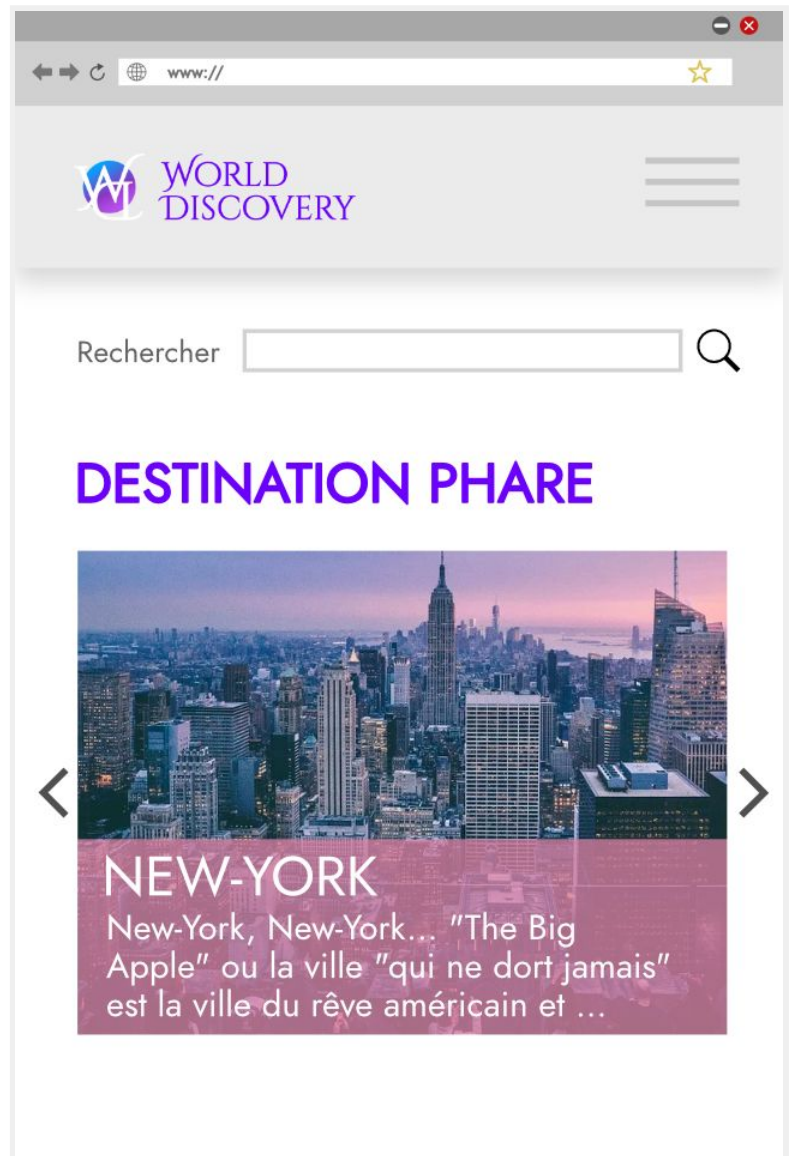 www://
WORLD
DISCOVERY
Rechercher
DESTINATION PHARE
NEW-YORK
New-York, New-York... "The Big
Apple" ou la ville "qui ne dort jamais"
est la ville du rêve américain et ...